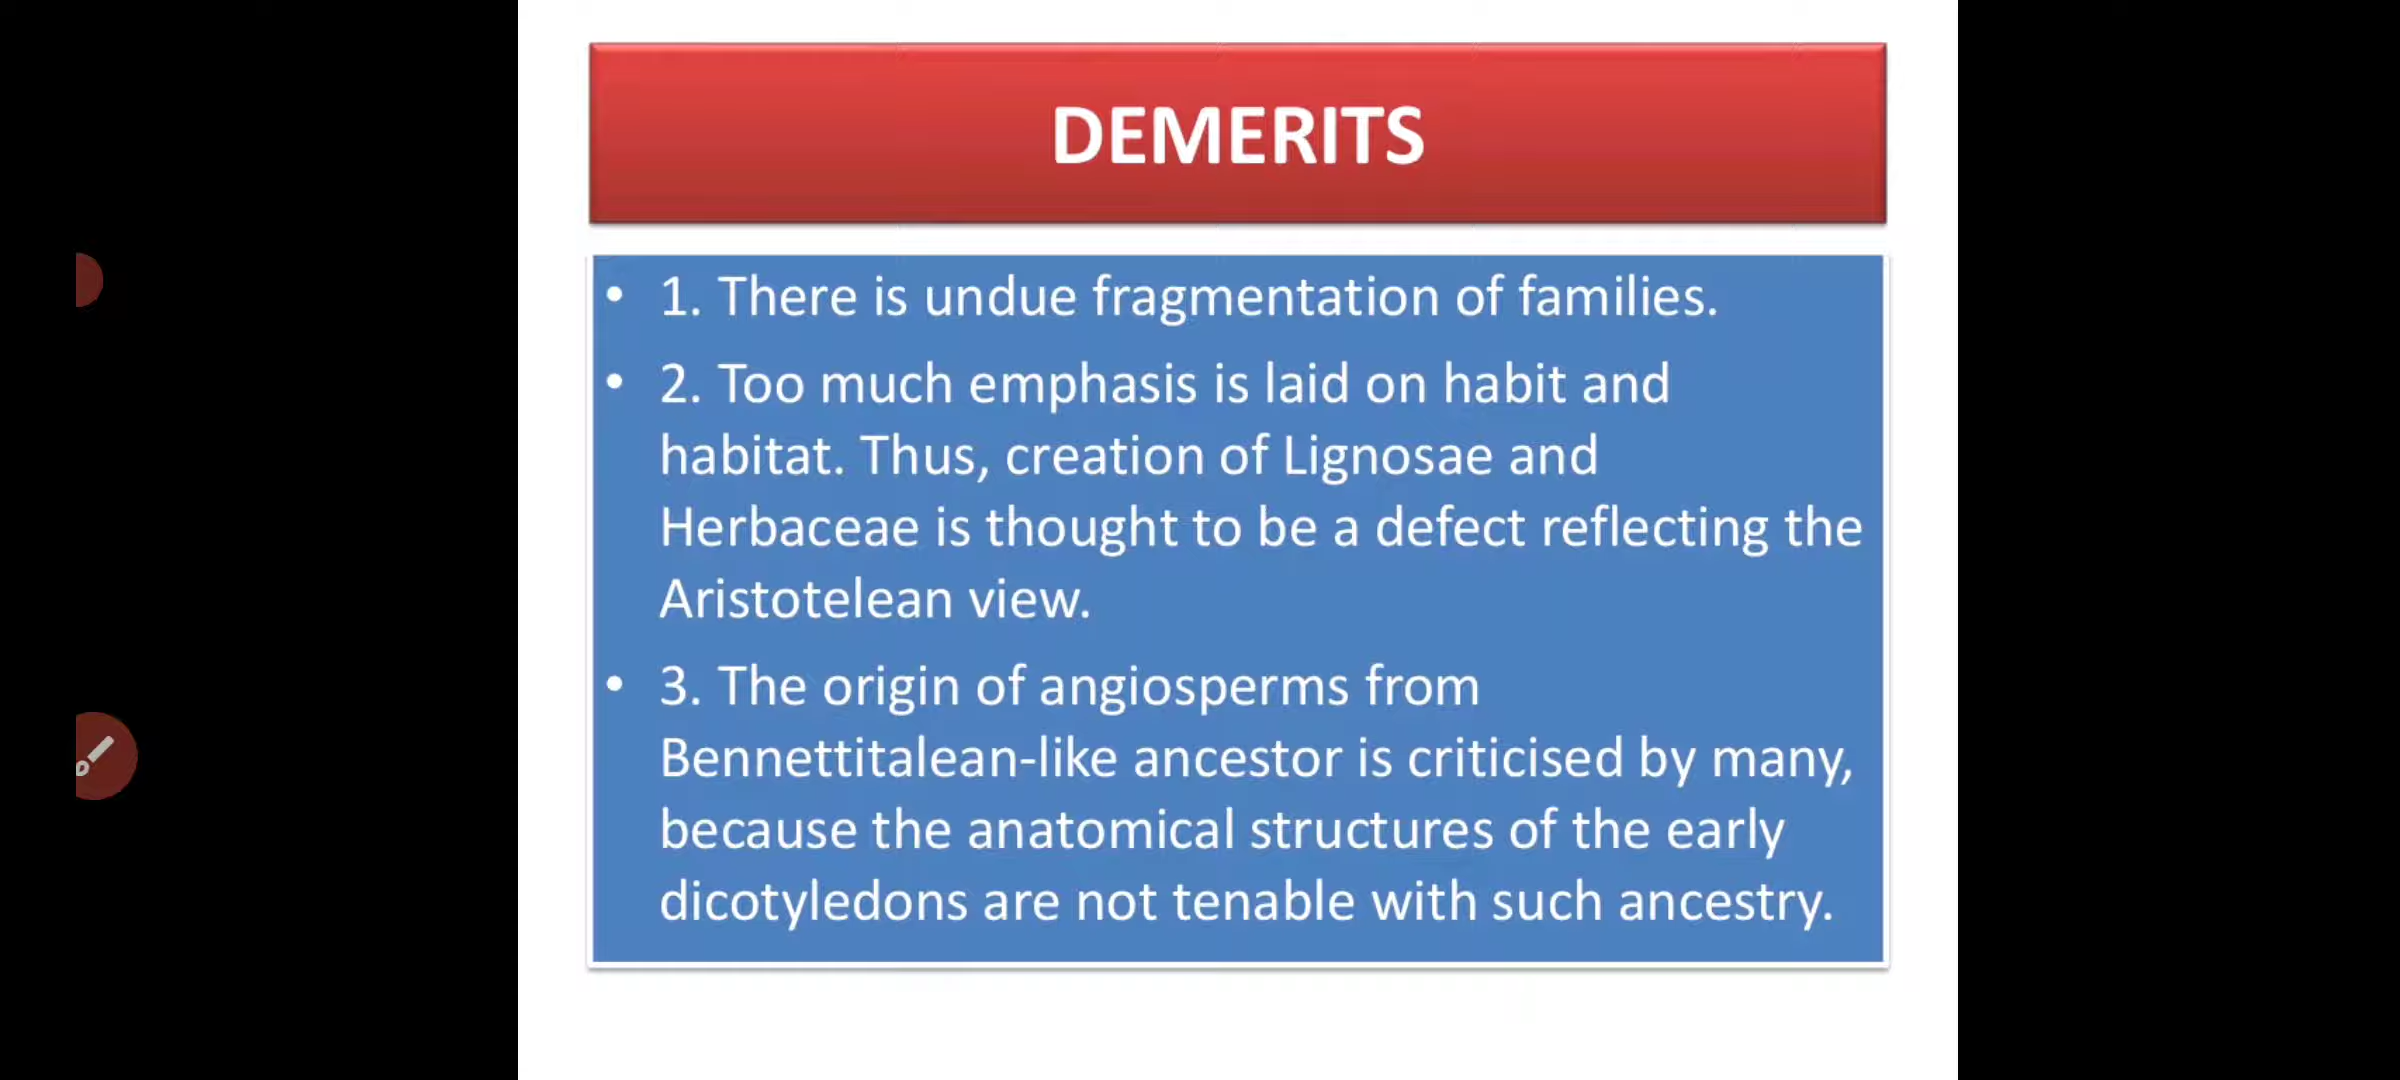 DEMERITS
• 1. There is undue fragmentation of families.
• 2. Too much emphasis is laid on habit and
habitat. Thus, creation of Lignosae and
Herbaceae is thought to be a defect reflecting the
Aristotelean view.
• 3. The origin of angiosperms from
Bennettitalean-like ancestor is criticised by many,
because the anatomical structures of the early
dicotyledons are not tenable with such ancestry.